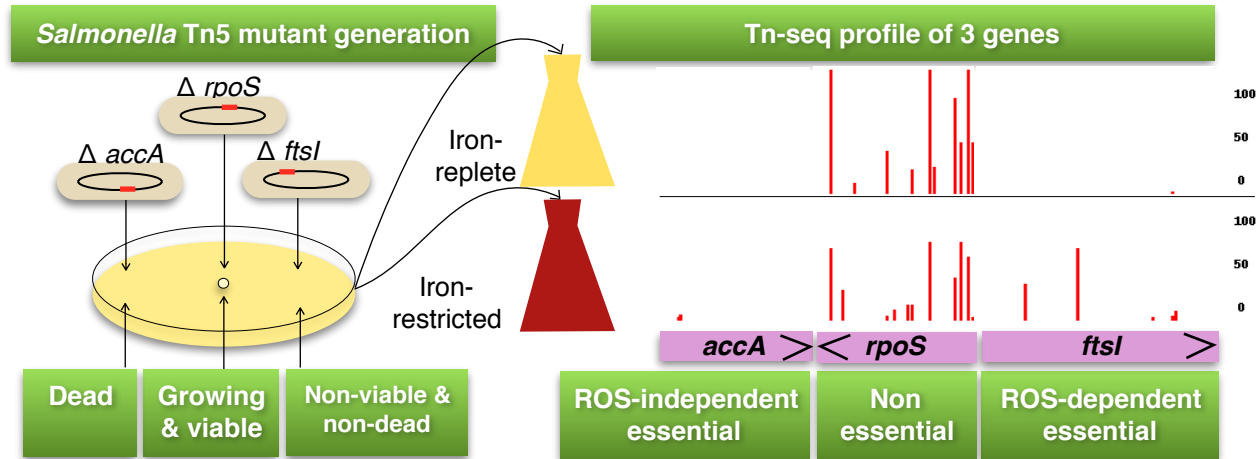 Salmonella Tn5 mutant generation
Δ rpoS
Δ accA
Δ ftsI
Iron-
replete
Iron-
restricted
Dead
Growing
& viable
Non-viable &
non-dead
Tn-seq profile of 3 genes
100
50
0
100
50
0
accA
rpoS
ftsI
ROS-independent
essential
Non
essential
ROS-dependent
essential